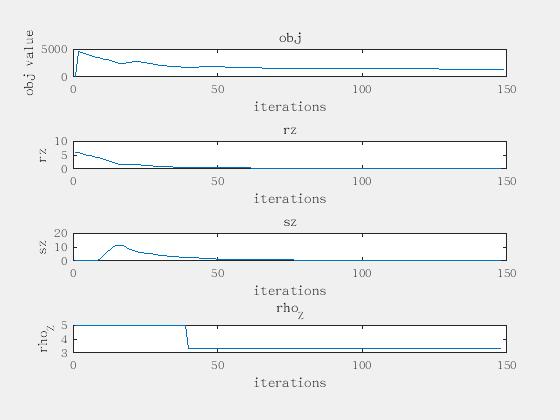 obj
obj value
5000
0
0 50 100 150
iterations
rz
rz
10
5
0
0 50 100 150
iterations
sz
sz
20
10
0
0 50 100 150
iterations
rho_χ
rho_χ
5
4
3
0 50 100 150
iterations